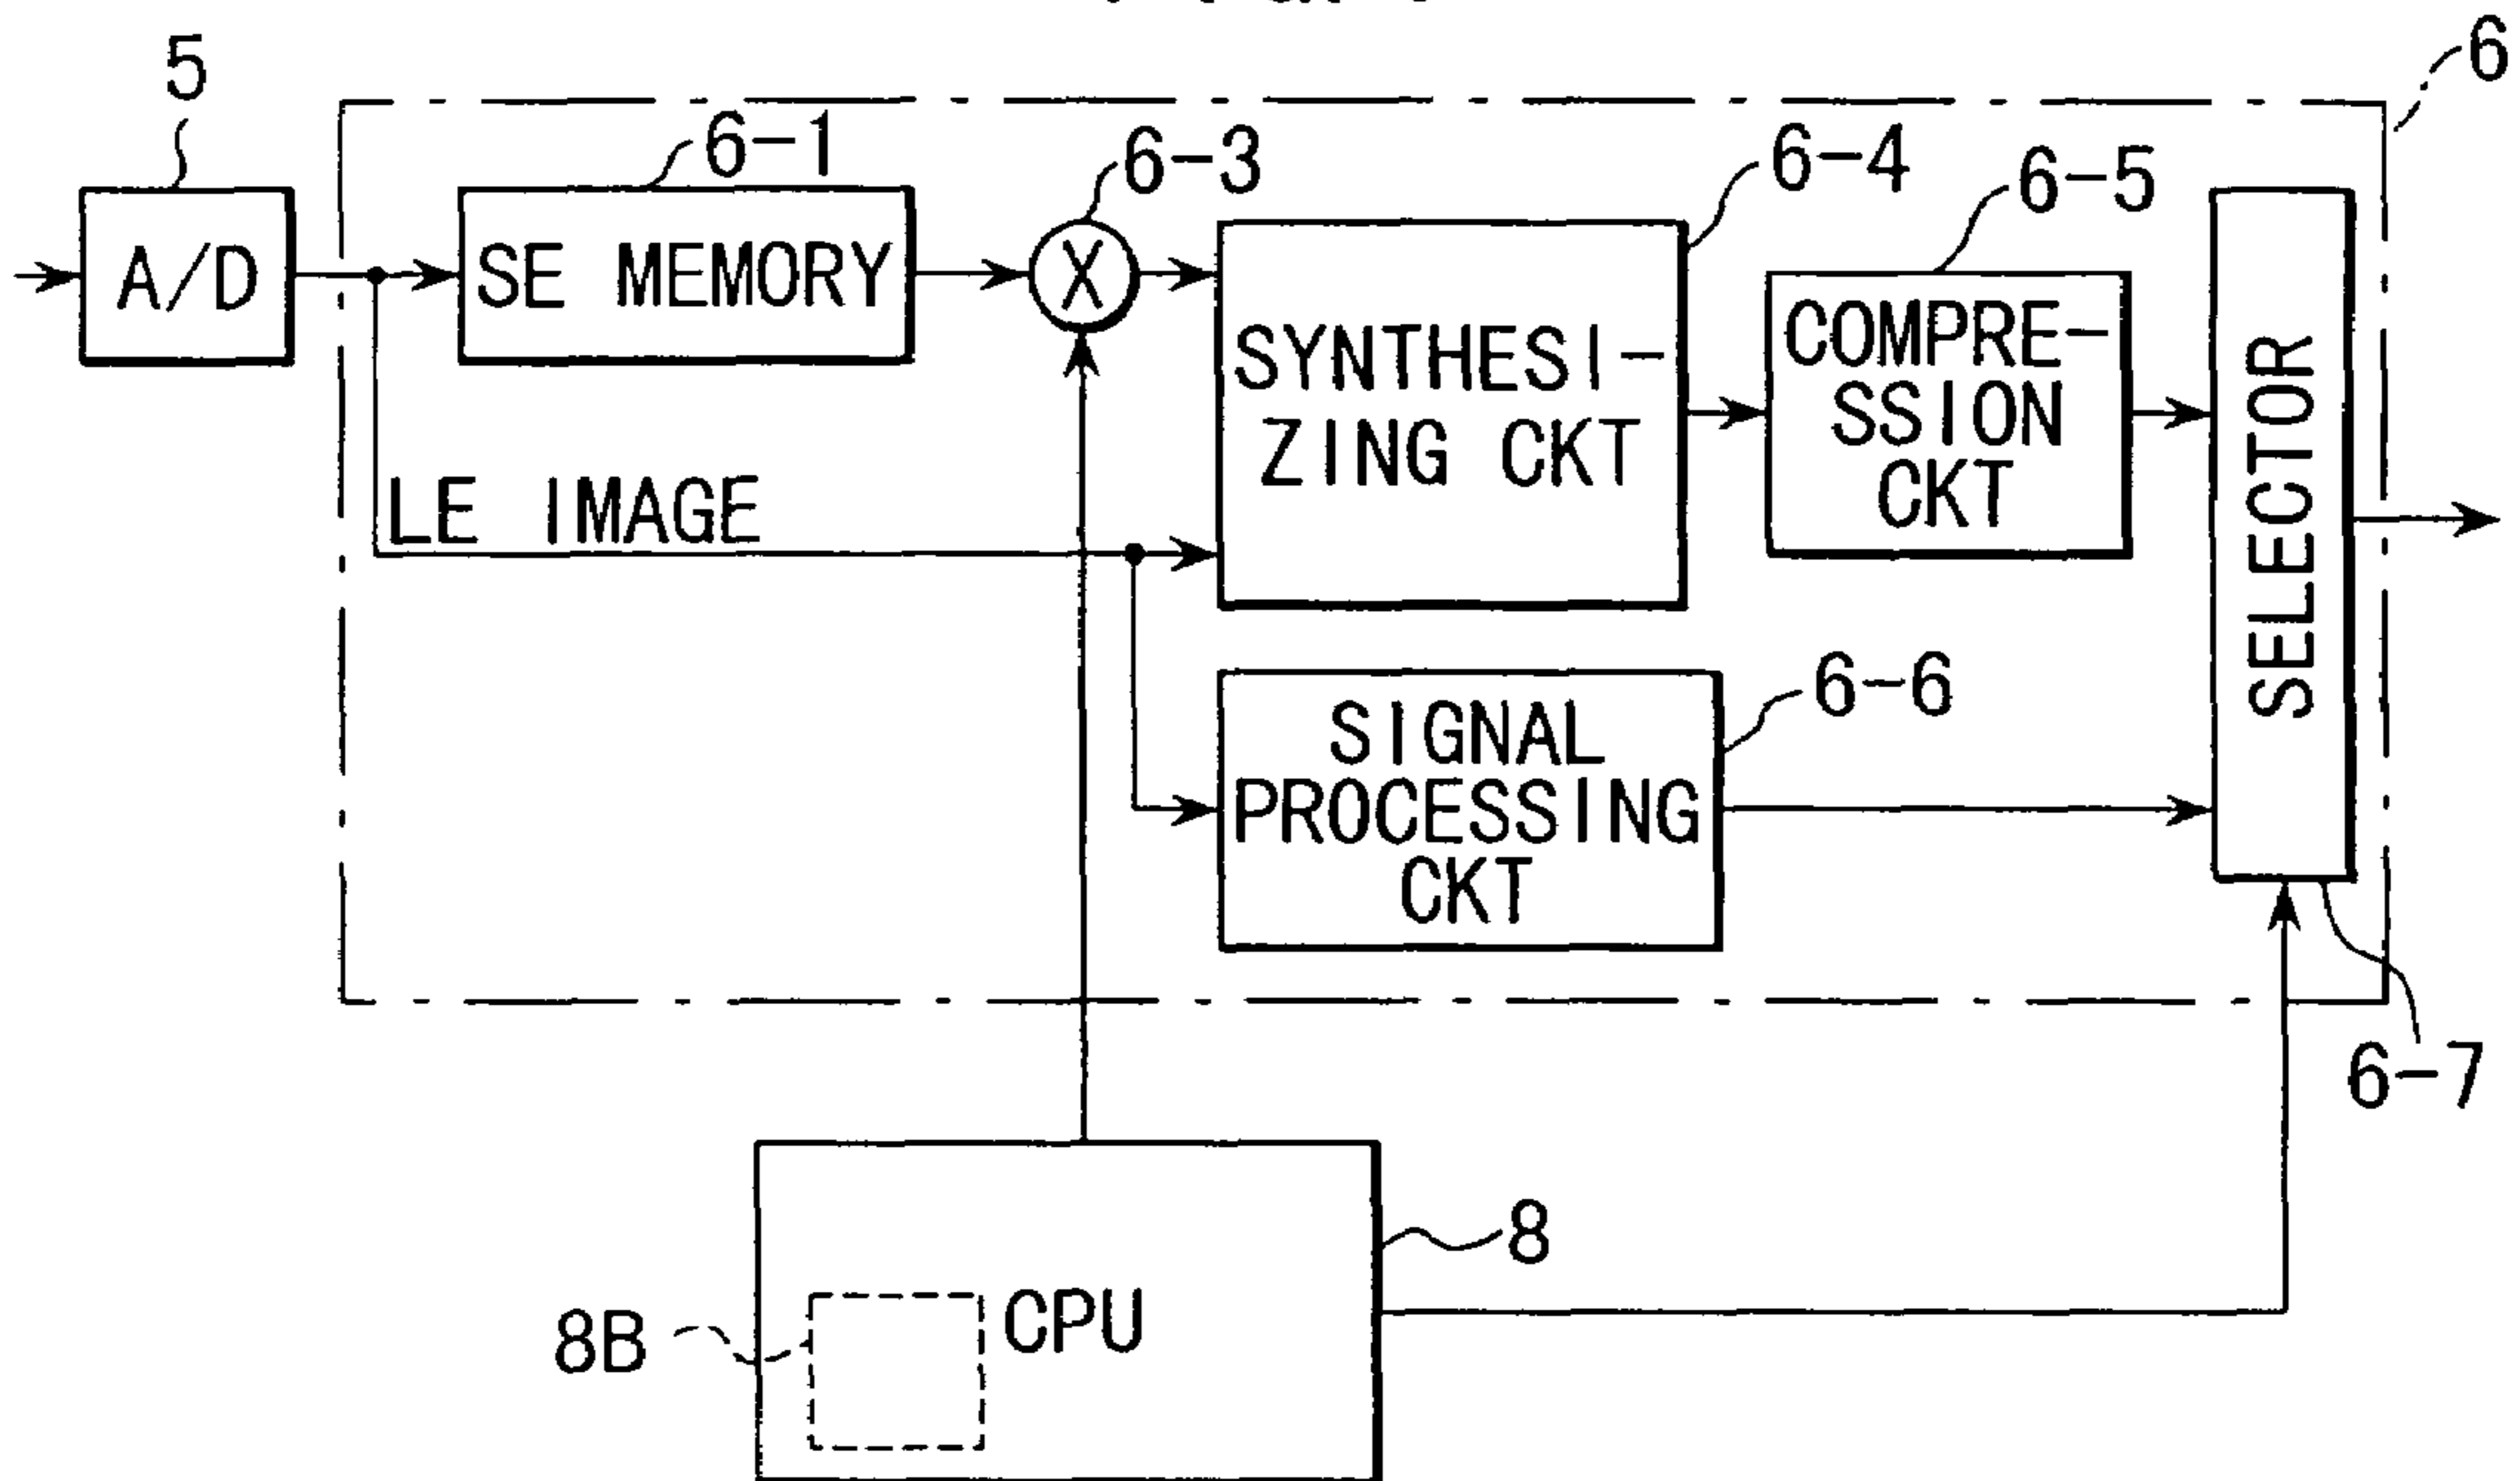 5
6
6-1
6-3
6-4
6-5
A/D
SE MEMORY
X
SYNTHESI-
ZING CKT
COMPRE-
SSION
CKT
SELECTOR
LE IMAGE
6-6
SIGNAL
PROCESSING
CKT
6-7
8
8B
CPU